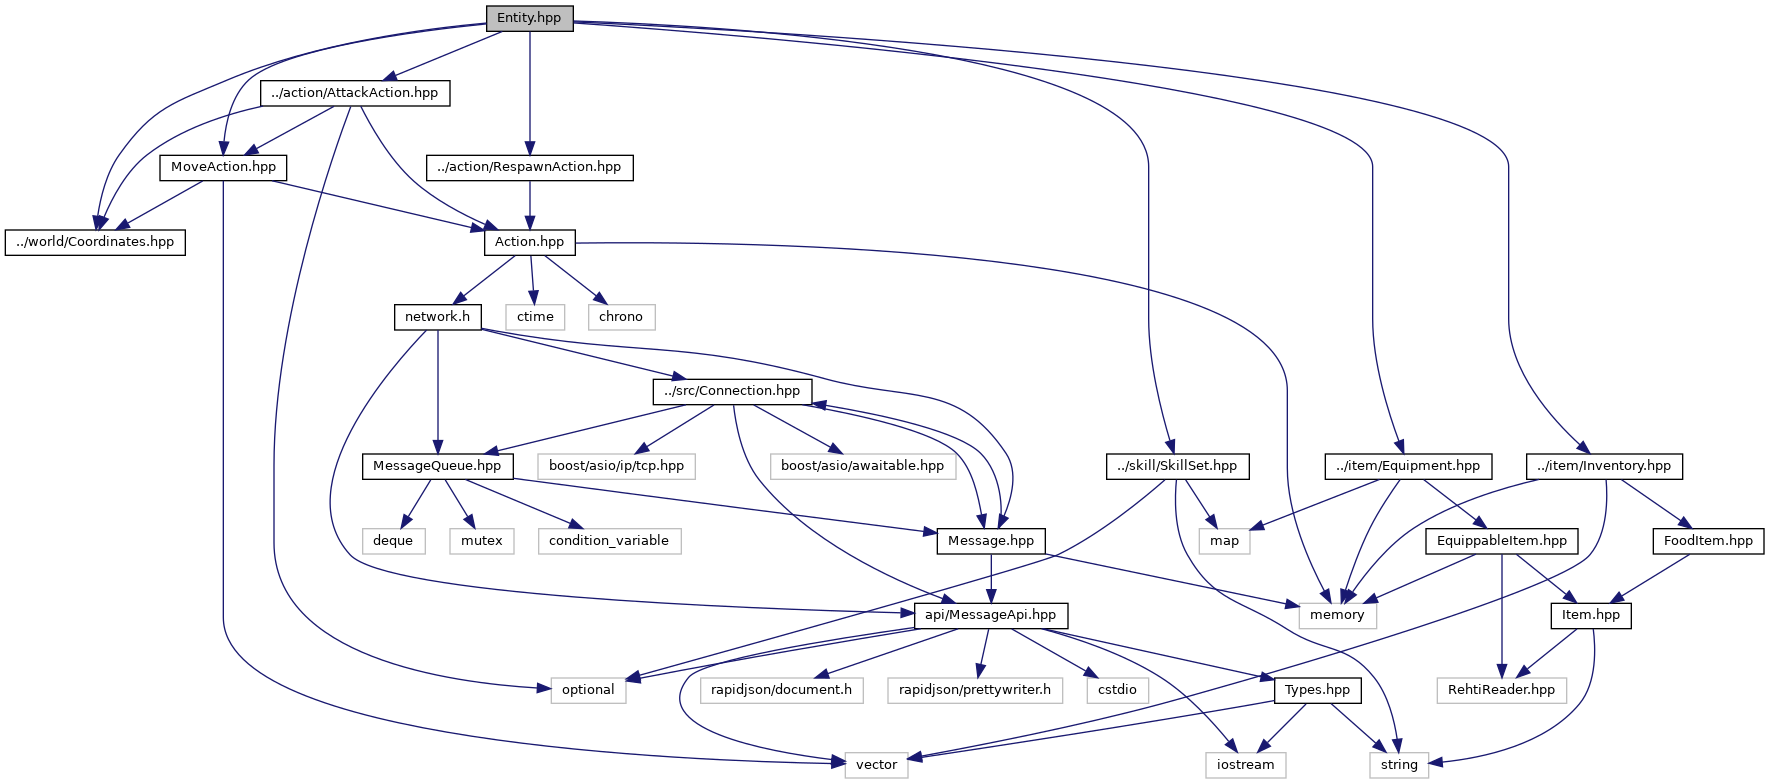 Entity.hpp
../action/AttackAction.hpp
MoveAction.hpp
../action/RespawnAction.hpp
../world/Coordinates.hpp
Action.hpp
network.h
ctime
chrono
../src/Connection.hpp
MessageQueue.hpp
boost/asio/ip/tcp.hpp
boost/asio/awaitable.hpp
../skill/SkillSet.hpp
../item/Equipment.hpp
../item/Inventory.hpp
deque
mutex
condition_variable
Message.hpp
map
EquippableItem.hpp
FoodItem.hpp
api/MessageApi.hpp
memory
Item.hpp
optional
rapidjson/document.h
rapidjson/prettywriter.h
cstdio
Types.hpp
RehtiReader.hpp
vector
iostream
string